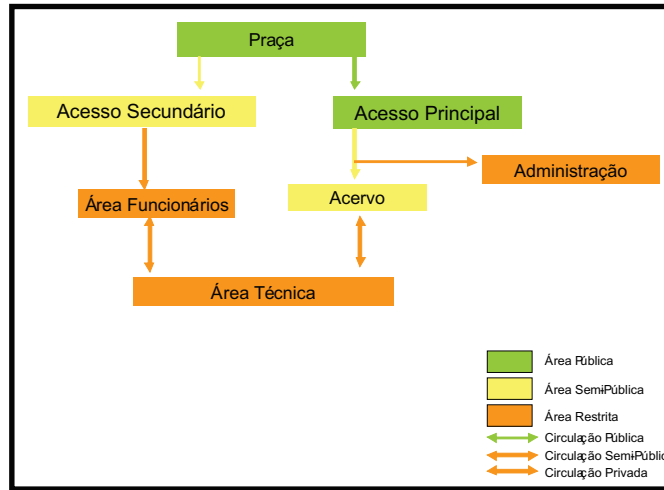 Praça
Acesso Secundário
Acesso Principal
Administração
Área Funcionários
Acervo
Área Técnica
Área Pública
Área Semi-Pública
Área Restrita
Circulação Pública
Circulação Semi-Públic
Circulação Privada